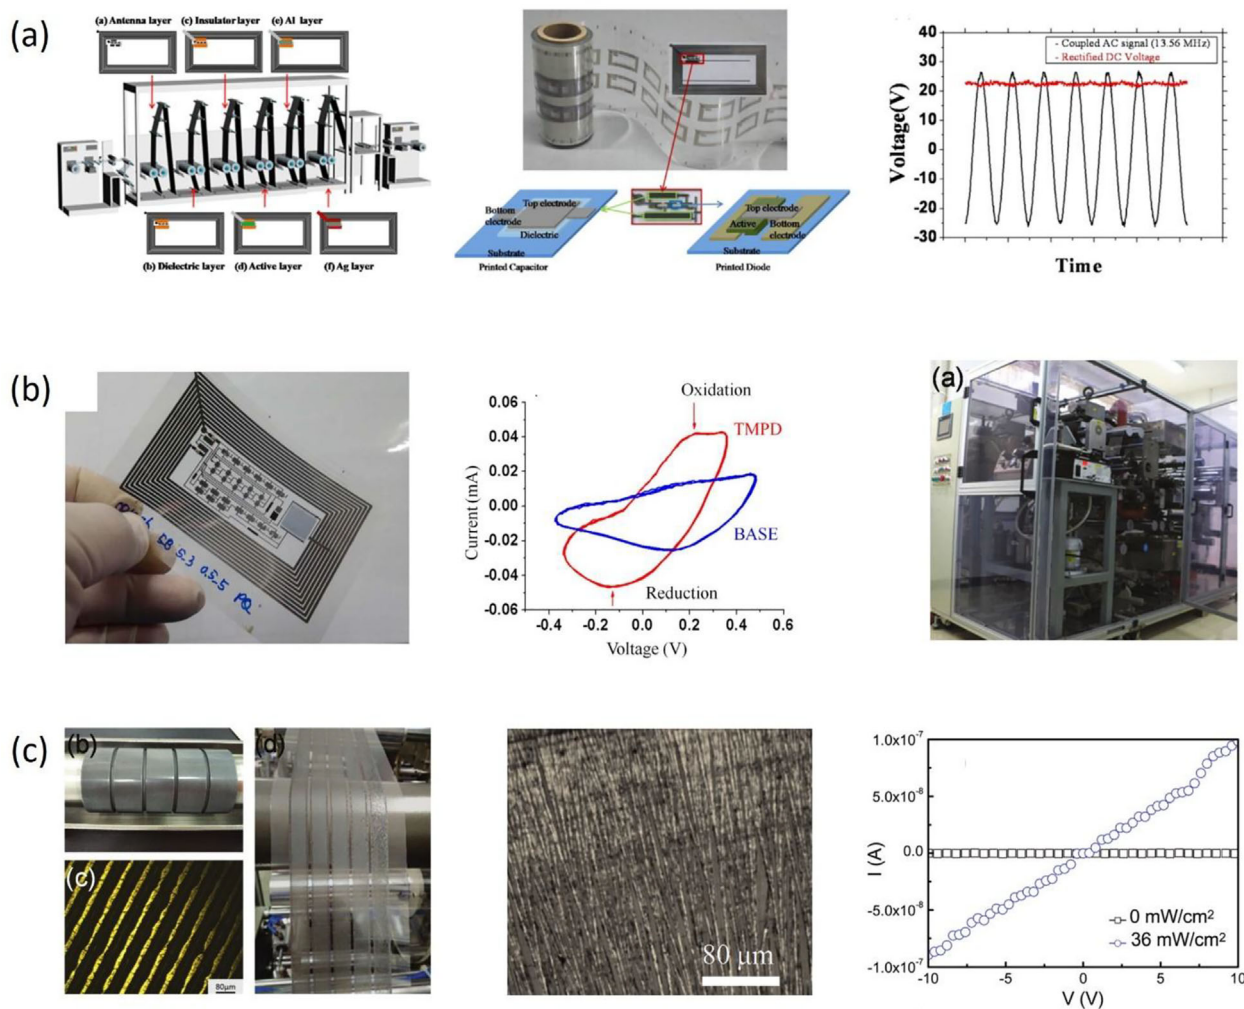 (a)
(a) Antenna layer
(c) Insulator layer
(e) Al layer
(b) Dielectric layer
(d) Active layer
(f) Ag layer
Top electrode
Bottom
electrode
Dielectric
Substrate
Printed Capacitor
Top electrode
Active
Bottom
electrode
Substrate
Printed Diode
- Coupled AC signal (13.56 MHz)
- Rectified DC Voltage
Voltage(V)
40
30
20
10
0
-10
-20
-30
Time
(b)
Oxidation
TMPD
BASE
Reduction
Current (mA)
0.06
0.04
0.02
0.00
-0.02
-0.04
-0.06
-0.4 -0.2 0.0 0.2 0.4 0.6
Voltage (V)
(a)
(c)
(b)
(d)
(c)
80μm
80 μm
I (A)
1.0x10⁻⁷
5.0x10⁻⁸
0.0
-5.0x10⁻⁸
-1.0x10⁻⁷
0 mW/cm²
36 mW/cm²
-10 -5 0 5 10
V (V)